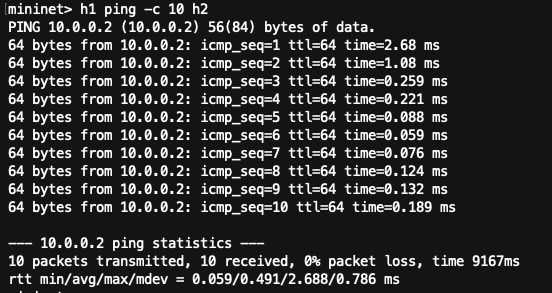 mininet> h1 ping -c 10 h2
PING 10.0.0.2 (10.0.0.2) 56(84) bytes of data.
64 bytes from 10.0.0.2: icmp_seq=1 ttl=64 time=2.68 ms
64 bytes from 10.0.0.2: icmp_seq=2 ttl=64 time=1.08 ms
64 bytes from 10.0.0.2: icmp_seq=3 ttl=64 time=0.259 ms
64 bytes from 10.0.0.2: icmp_seq=4 ttl=64 time=0.221 ms
64 bytes from 10.0.0.2: icmp_seq=5 ttl=64 time=0.088 ms
64 bytes from 10.0.0.2: icmp_seq=6 ttl=64 time=0.059 ms
64 bytes from 10.0.0.2: icmp_seq=7 ttl=64 time=0.076 ms
64 bytes from 10.0.0.2: icmp_seq=8 ttl=64 time=0.124 ms
64 bytes from 10.0.0.2: icmp_seq=9 ttl=64 time=0.132 ms
64 bytes from 10.0.0.2: icmp_seq=10 ttl=64 time=0.189 ms
--- 10.0.0.2 ping statistics ---
10 packets transmitted, 10 received, 0% packet loss, time 9167ms
rtt min/avg/max/mdev = 0.059/0.491/2.688/0.786 ms